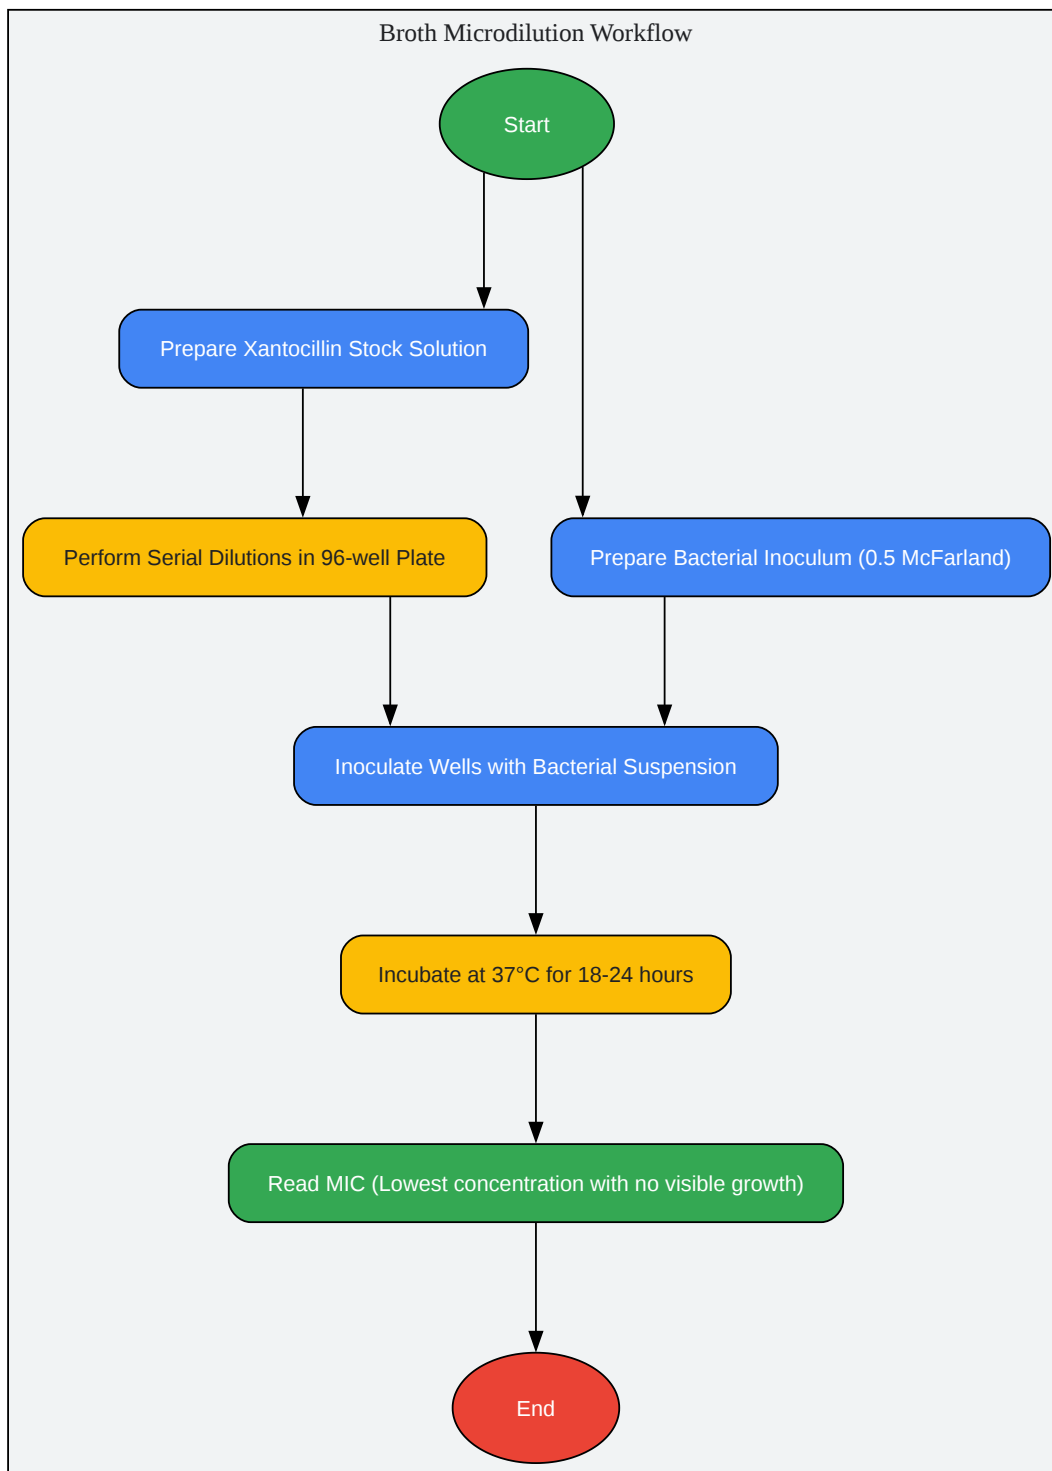 Broth Microdilution Workflow
Start
Prepare Xantocillin Stock Solution
Perform Serial Dilutions in 96-well Plate
Prepare Bacterial Inoculum (0.5 McFarland)
Inoculate Wells with Bacterial Suspension
Incubate at 37°C for 18-24 hours
Read MIC (Lowest concentration with no visible growth)
End